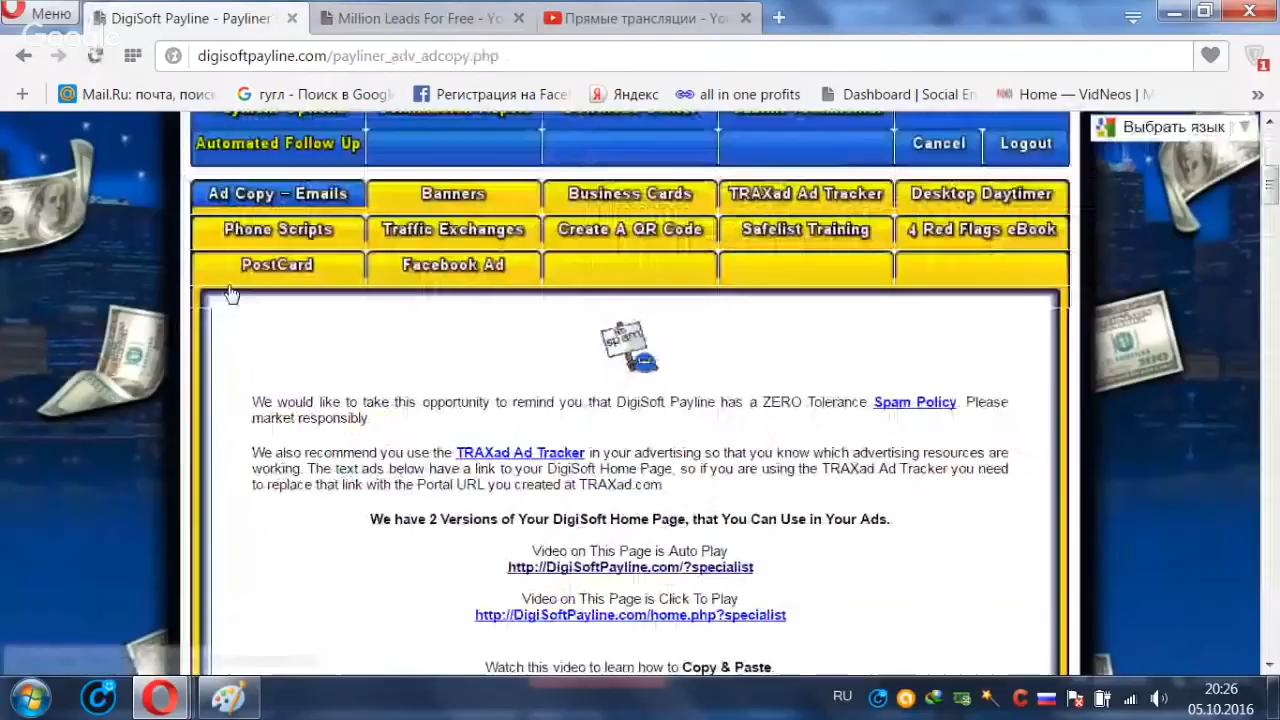 Меню
DigiSoft Payline - Payliner
Million Leads For Free - Yo
Прямые трансляции - You
Google
digisoftpayline.com/payliner_adv_adcopy.php
1
Mail.Ru: почта, поис
гугл - Поиск в Google
Регистрация на Face
Яндекс
all in one profits
Dashboard | Social En
Home — VidNeos | M
»
Выбрать язык
Automated Follow Up
Cancel
Logout
Ad Copy – Emails
Banners
Business Cards
TRAXad Ad Tracker
Desktop Daytimer
Phone Scripts
Traffic Exchanges
Create A QR Code
Safelist Training
4 Red Flags eBook
PostCard
Facebook Ad
spam
We would like to take this opportunity to remind you that DigiSoft Payline has a ZERO Tolerance Spam Policy. Please
market responsibly.
We also recommend you use the TRAXad Ad Tracker in your advertising so that you know which advertising resources are
working. The text ads below have a link to your DigiSoft Home Page, so if you are using the TRAXad Ad Tracker you need
to replace that link with the Portal URL you created at TRAXad.com
We have 2 Versions of Your DigiSoft Home Page, that You Can Use in Your Ads.
Video on This Page is Auto Play
http://DigiSoftPayline.com/?specialist
Video on This Page is Click To Play
http://DigiSoftPayline.com/home.php?specialist
Watch this video to learn how to Copy & Paste.
RU
20:26
05.10.2016